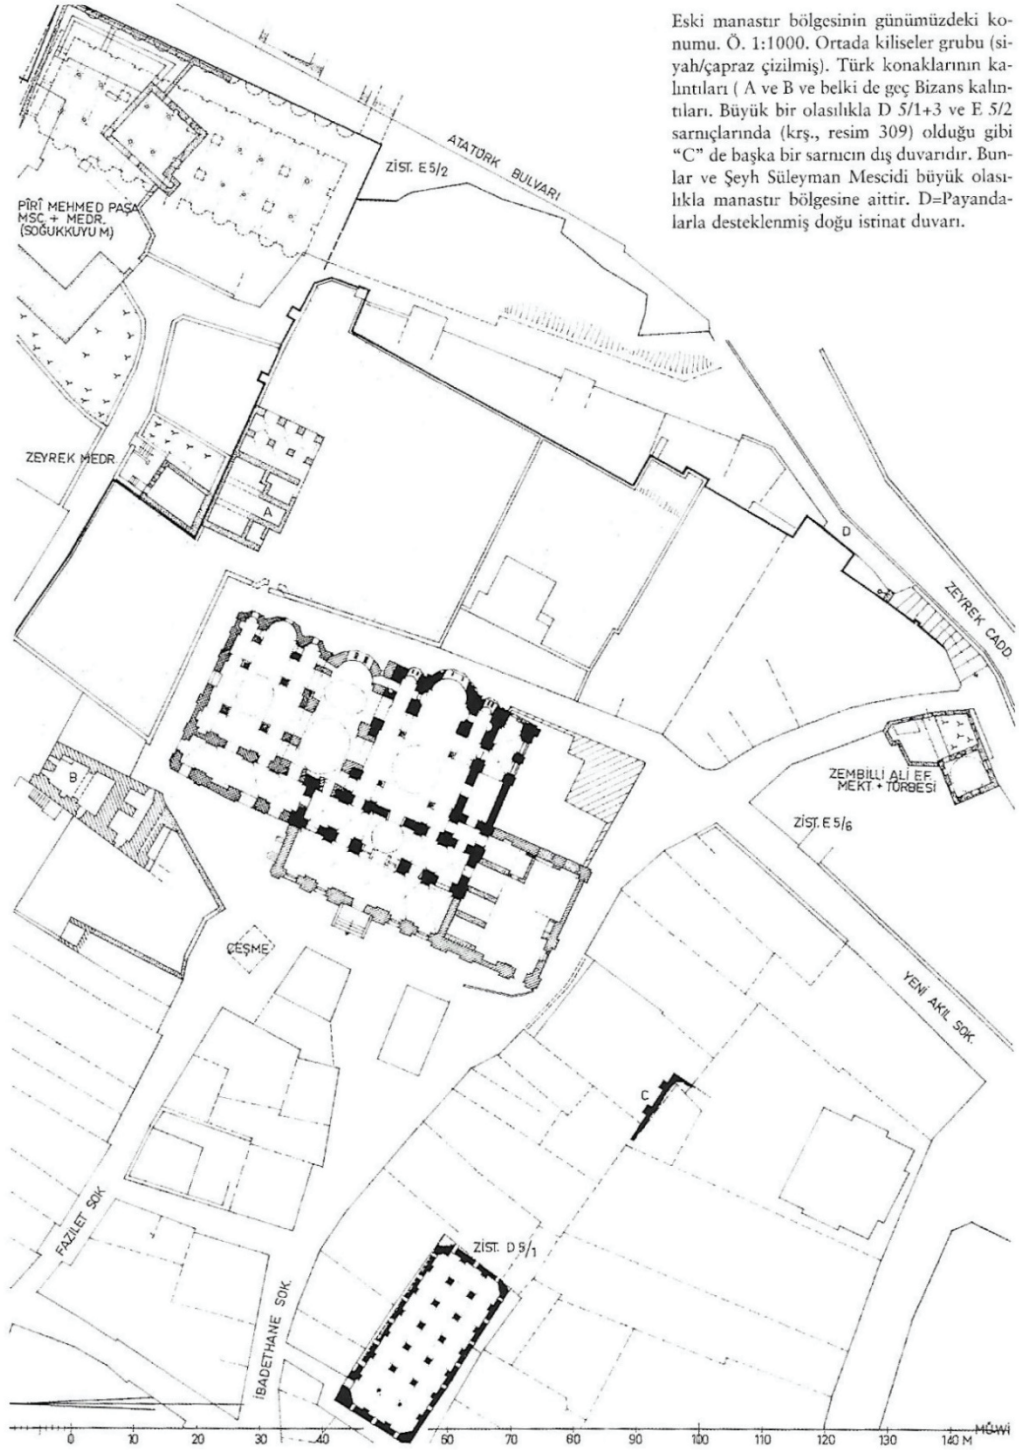 Eski manastır bölgesinin günümüzdeki ko-
numu. Ö. 1:1000. Ortada kiliseler grubu (si-
yah/çapraz çizilmiş). Türk konaklarının ka-
lıntıları ( A ve B ve belki de geç Bizans kalın-
tıları. Büyük bir olasılıkla D 5/1+3 ve E 5/2
sarnıçlarında (krş., resim 309) olduğu gibi
“C” de başka bir sarnıcın dış duvarıdır. Bun-
lar ve Şeyh Süleyman Mescidi büyük olası-
lıkla manastır bölgesine aittir. D=Payanda-
larla desteklenmiş doğu istinat duvarı.
ATATÜRK BULVARI
ZİST. E 5/2
PİRÎ MEHMED PAŞA
MSC + MEDR.
(SOĞUKKUYU M)
ZEYREK MEDR.
A
D
ZEYREK CADD.
B
ZEMBİLLİ ALİ EF.
MEKT. + TÜRBESİ
ZİST. E 5/6
ÇEŞME
YENİ AKIL SOK.
C
FAZİLET SOK
ZİST. D 5/1
İBADETHANE SOK.
0 10 20 30 40 50 60 70 80 90 100 110 120 130 140 M
MÜ-Wİ